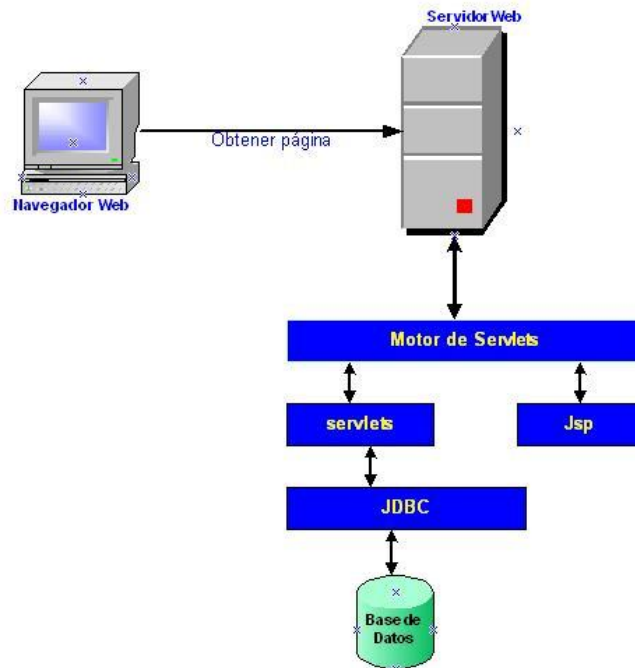 Servidor Web
Obtener página
Navegador Web
Motor de Servlets
servlets
Jsp
JDBC
Base de
Datos